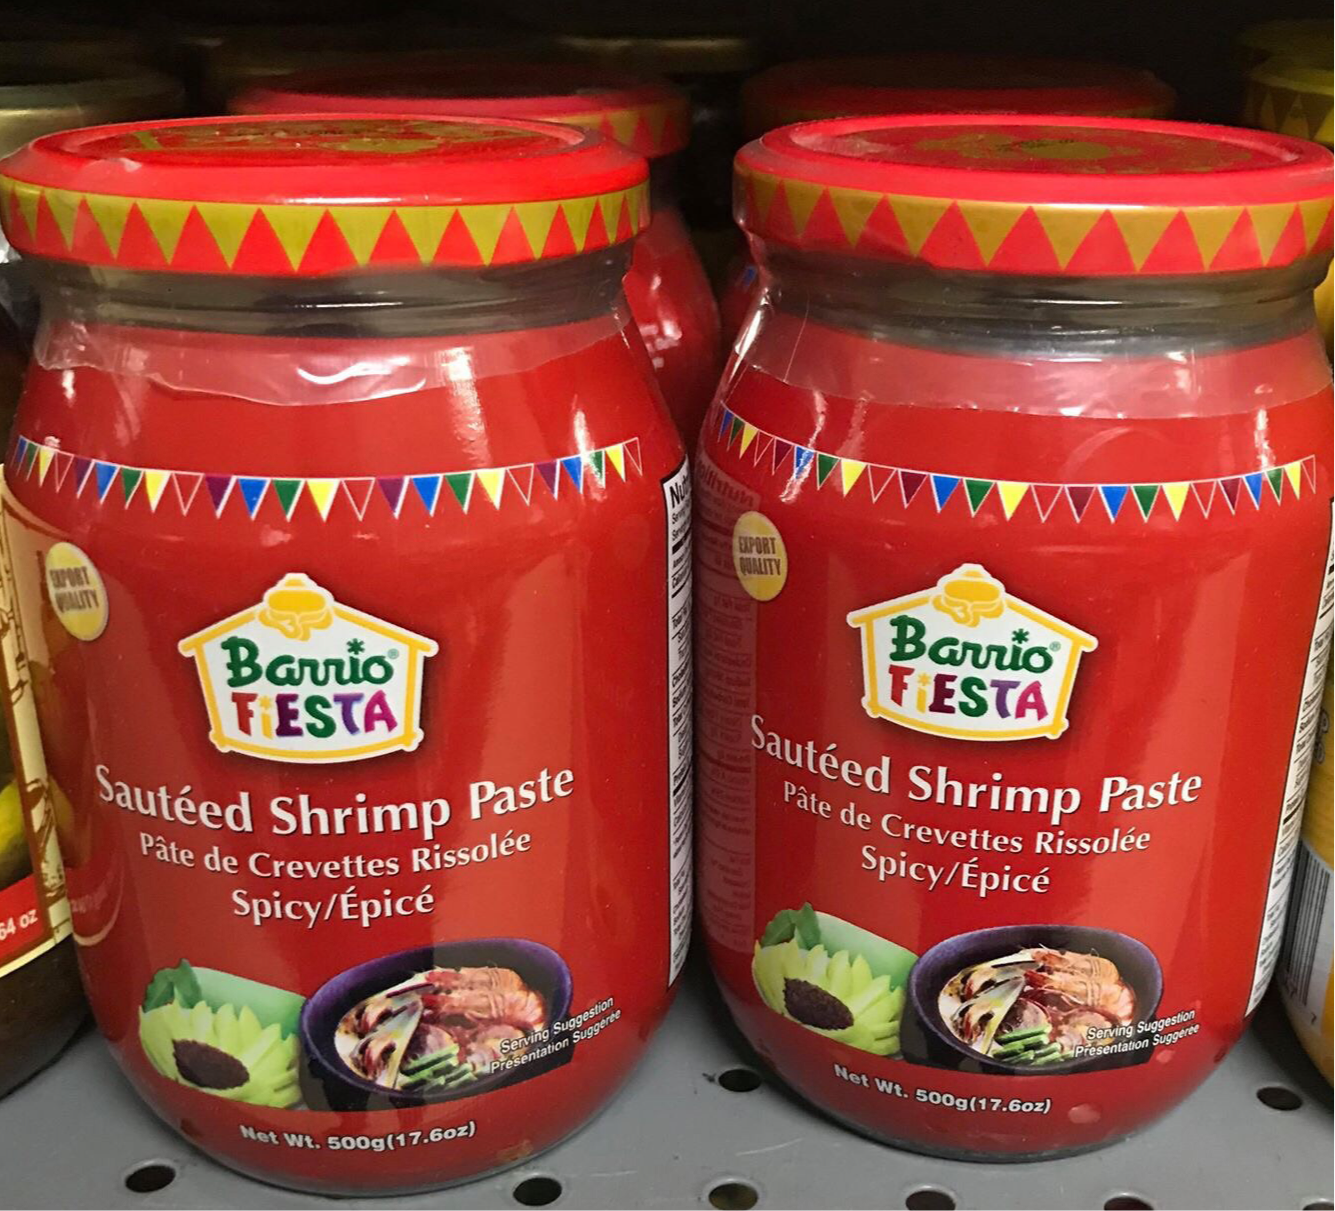 EXPORT
QUALITY
Barrio®
FiESTA
Sautéed Shrimp Paste
Pâte de Crevettes Rissolée
Spicy/Épicé
Serving Suggestion
Présentation Suggérée
Net Wt. 500g(17.6oz)
64 oz
EXPORT
QUALITY
Barrio®
FiESTA
Sautéed Shrimp Paste
Pâte de Crevettes Rissolée
Spicy/Épicé
Serving Suggestion
Présentation Suggérée
Net Wt. 500g(17.6oz)